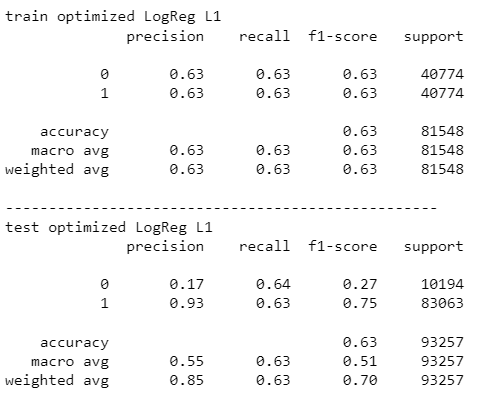 train optimized LogReg L1
precision recall f1-score support
0 0.63 0.63 0.63 40774
1 0.63 0.63 0.63 40774
accuracy 0.63 81548
macro avg 0.63 0.63 0.63 81548
weighted avg 0.63 0.63 0.63 81548
----------------------------------------------------
test optimized LogReg L1
precision recall f1-score support
0 0.17 0.64 0.27 10194
1 0.93 0.63 0.75 83063
accuracy 0.63 93257
macro avg 0.55 0.63 0.51 93257
weighted avg 0.85 0.63 0.70 93257